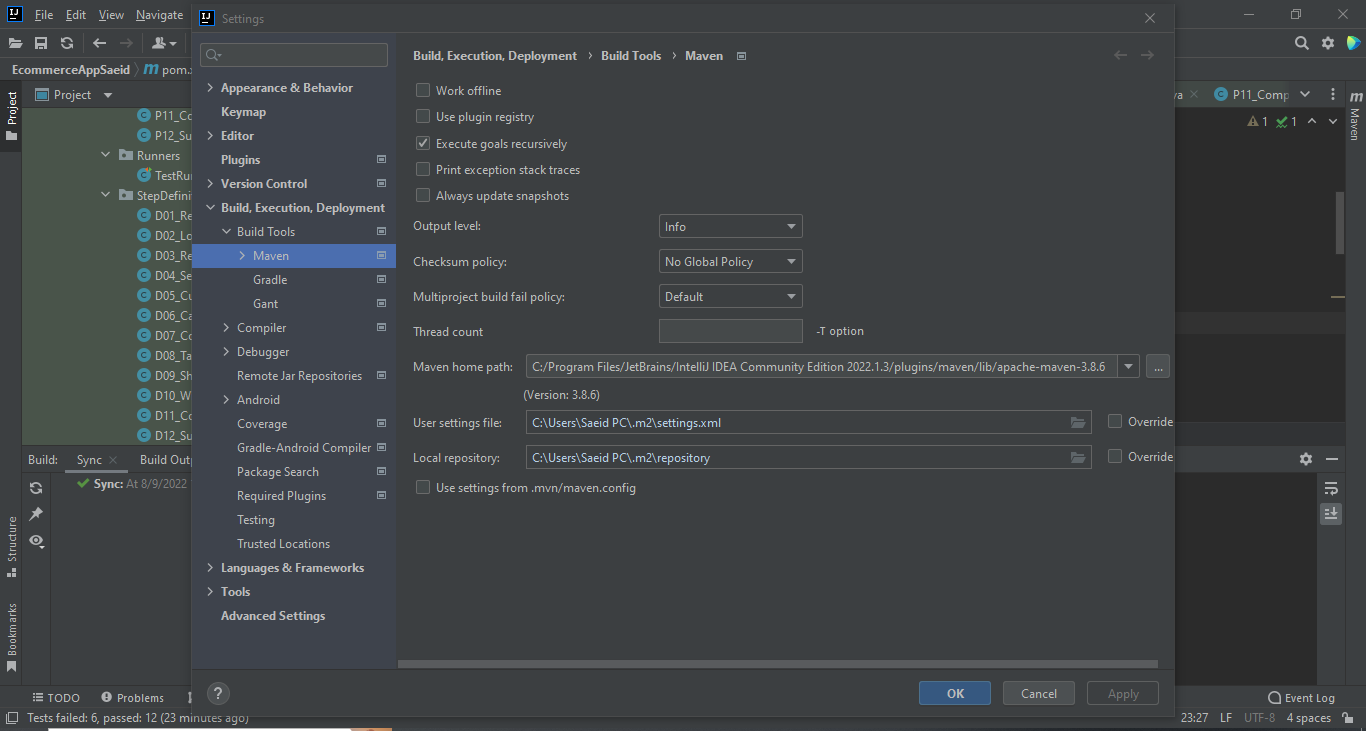 File Edit View Navigate
Settings
EcommerceAppSaeid pom.
Project
Project
P11_Co
P12_Su
Runners
TestRu
StepDefini
D01_Re
D02_Lo
D03_Re
D04_Se
D05_Cu
D06_Ca
D07_Co
D08_Ta
D09_Sh
D10_W
D11_Co
D12_Su
Appearance & Behavior
Keymap
Editor
Plugins
Version Control
Build, Execution, Deployment
Build Tools
Maven
Gradle
Gant
Compiler
Debugger
Remote Jar Repositories
Android
Coverage
Gradle-Android Compiler
Package Search
Required Plugins
Testing
Trusted Locations
Languages & Frameworks
Tools
Advanced Settings
Build, Execution, Deployment › Build Tools › Maven
Work offline
Use plugin registry
Execute goals recursively
Print exception stack traces
Always update snapshots
Output level: Info
Checksum policy: No Global Policy
Multiproject build fail policy: Default
Thread count -T option
Maven home path: C:/Program Files/JetBrains/IntelliJ IDEA Community Edition 2022.1.3/plugins/maven/lib/apache-maven-3.8.6 ...
(Version: 3.8.6)
User settings file: C:\Users\Saeid PC\.m2\settings.xml Override
Local repository: C:\Users\Saeid PC\.m2\repository Override
Use settings from .mvn/maven.config
? OK Cancel Apply
va P11_Comp
1 1
Maven
Build: Sync Build Outp
Sync: At 8/9/2022
Structure
Bookmarks
TODO Problems Event Log
Tests failed: 6, passed: 12 (23 minutes ago) 23:27 LF UTF-8 4 spaces